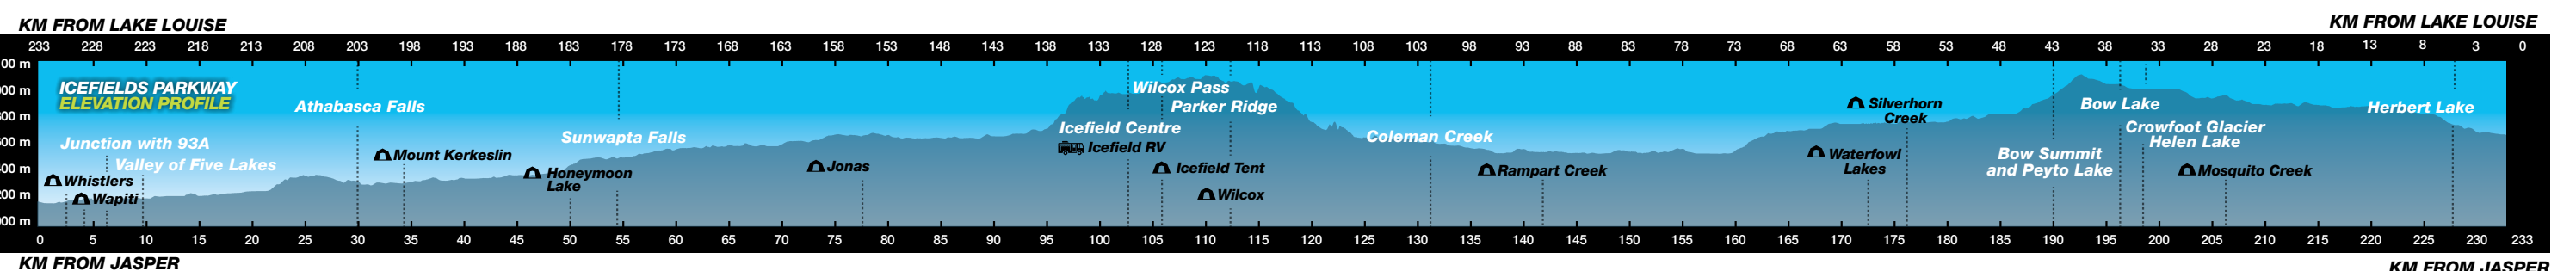 KM FROM LAKE LOUISE
KM FROM LAKE LOUISE
233 228 223 218 213 208 203 198 193 188 183 178 173 168 163 158 153 148 143 138 133 128 123 118 113 108 103 98 93 88 83 78 73 68 63 58 53 48 43 38 33 28 23 18 13 8 3 0
00 m
000 m
800 m
600 m
400 m
200 m
000 m
ICEFIELDS PARKWAY
ELEVATION PROFILE
Junction with 93A
Valley of Five Lakes
Whistlers
Wapiti
Athabasca Falls
Mount Kerkeslin
Honeymoon
Lake
Sunwapta Falls
Jonas
Wilcox Pass
Parker Ridge
Icefield Centre
Icefield RV
Icefield Tent
Wilcox
Coleman Creek
Rampart Creek
Silverhorn
Creek
Waterfowl
Lakes
Bow Summit
and Peyto Lake
Bow Lake
Crowfoot Glacier
Helen Lake
Mosquito Creek
Herbert Lake
0 5 10 15 20 25 30 35 40 45 50 55 60 65 70 75 80 85 90 95 100 105 110 115 120 125 130 135 140 145 150 155 160 165 170 175 180 185 190 195 200 205 210 215 220 225 230 233
KM FROM JASPER
KM FROM JASPER